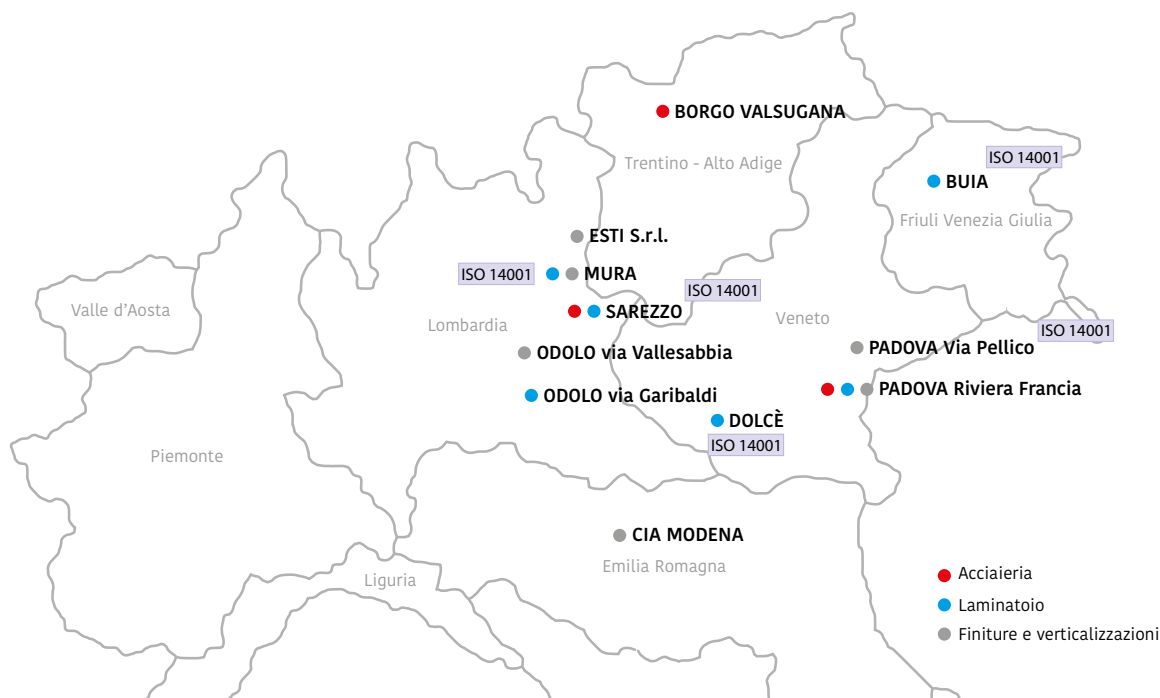 BORGO VALSUGANA
Trentino - Alto Adige
ISO 14001
BUIA
Friuli Venezia Giulia
ESTI S.r.l.
ISO 14001
MURA
ISO 14001
Valle d'Aosta
Lombardia
SAREZZO
Veneto
ISO 14001
ODOLO via Vallesabbia
PADOVA Via Pellico
ODOLO via Garibaldi
PADOVA Riviera Francia
DOLCÈ
ISO 14001
Piemonte
CIA MODENA
Emilia Romagna
Liguria
Acciaieria
Laminatoio
Finiture e verticalizzazioni